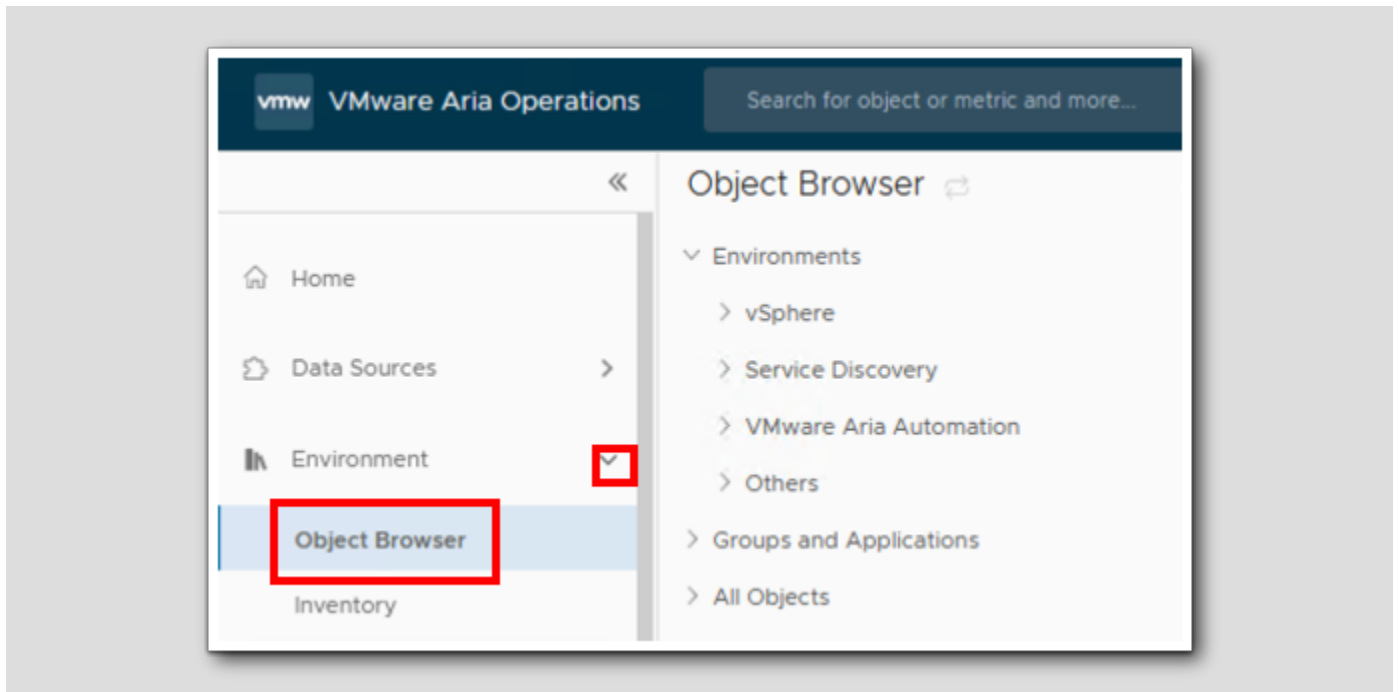 vmw VMware Aria Operations
Search for object or metric and more...
Home
Data Sources
Environment
Object Browser
Inventory
Object Browser
Environments
vSphere
Service Discovery
VMware Aria Automation
Others
Groups and Applications
All Objects